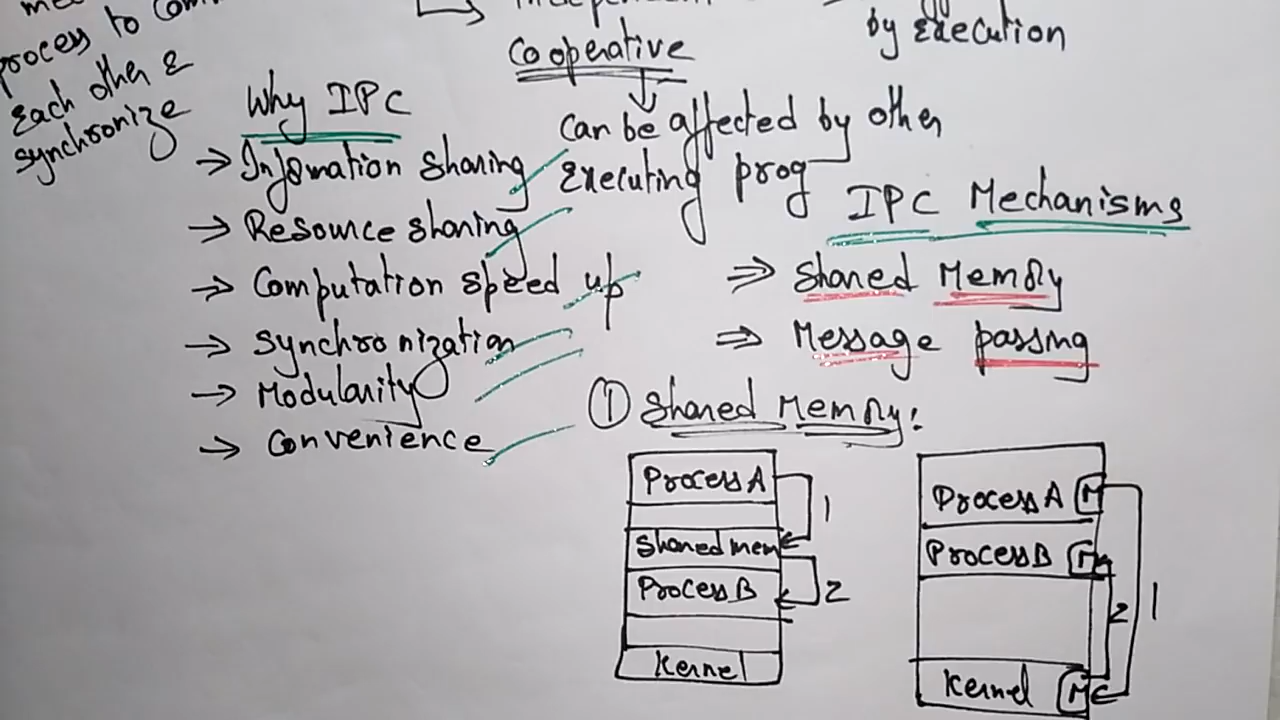 process to
Each other &
synchronize
Cooperative
by Execution
can be affected by other
Executing prog
Why IPC
→ Information sharing
→ Resource sharing
→ Computation speed up
→ Synchronization
→ Modularity
→ Convenience
IPC Mechanisms
⇒ Shared Memory
⇒ Message passing
① Shared Memory:
Process A
1
Shared mem
2
Process B
Kernel
Process A M
Process B M
2
1
Kernel M